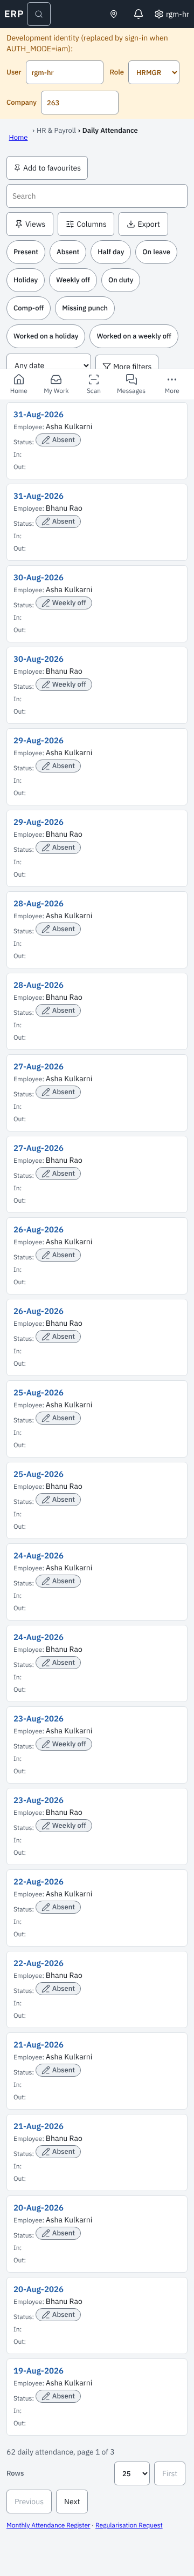 ERP rgm-hr
Development identity (replaced by sign-in when
AUTH_MODE=iam):
User rgm-hr Role HRMGR
Company 263
Home › HR & Payroll › Daily Attendance
Add to favourites
Search
Views Columns Export
Present Absent Half day On leave
Holiday Weekly off On duty
Comp-off Missing punch
Worked on a holiday Worked on a weekly off
Any date More filters
Home My Work Scan Messages More
31-Aug-2026
Employee: Asha Kulkarni
Status: Absent
In:
Out:
31-Aug-2026
Employee: Bhanu Rao
Status: Absent
In:
Out:
30-Aug-2026
Employee: Asha Kulkarni
Status: Weekly off
In:
Out:
30-Aug-2026
Employee: Bhanu Rao
Status: Weekly off
In:
Out:
29-Aug-2026
Employee: Asha Kulkarni
Status: Absent
In:
Out:
29-Aug-2026
Employee: Bhanu Rao
Status: Absent
In:
Out:
28-Aug-2026
Employee: Asha Kulkarni
Status: Absent
In:
Out:
28-Aug-2026
Employee: Bhanu Rao
Status: Absent
In:
Out:
27-Aug-2026
Employee: Asha Kulkarni
Status: Absent
In:
Out:
27-Aug-2026
Employee: Bhanu Rao
Status: Absent
In:
Out:
26-Aug-2026
Employee: Asha Kulkarni
Status: Absent
In:
Out:
26-Aug-2026
Employee: Bhanu Rao
Status: Absent
In:
Out:
25-Aug-2026
Employee: Asha Kulkarni
Status: Absent
In:
Out:
25-Aug-2026
Employee: Bhanu Rao
Status: Absent
In:
Out:
24-Aug-2026
Employee: Asha Kulkarni
Status: Absent
In:
Out:
24-Aug-2026
Employee: Bhanu Rao
Status: Absent
In:
Out:
23-Aug-2026
Employee: Asha Kulkarni
Status: Weekly off
In:
Out:
23-Aug-2026
Employee: Bhanu Rao
Status: Weekly off
In:
Out:
22-Aug-2026
Employee: Asha Kulkarni
Status: Absent
In:
Out:
22-Aug-2026
Employee: Bhanu Rao
Status: Absent
In:
Out:
21-Aug-2026
Employee: Asha Kulkarni
Status: Absent
In:
Out:
21-Aug-2026
Employee: Bhanu Rao
Status: Absent
In:
Out:
20-Aug-2026
Employee: Asha Kulkarni
Status: Absent
In:
Out:
20-Aug-2026
Employee: Bhanu Rao
Status: Absent
In:
Out:
19-Aug-2026
Employee: Asha Kulkarni
Status: Absent
In:
Out:
62 daily attendance, page 1 of 3
Rows 25 First
Previous Next
Monthly Attendance Register · Regularisation Request